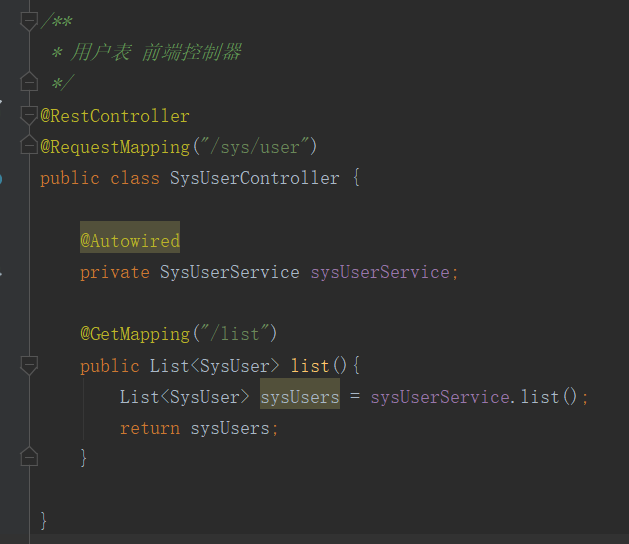 /**
 * 用户表 前端控制器
 */
@RestController
@RequestMapping("/sys/user")
public class SysUserController {
@Autowired
private SysUserService sysUserService;
@GetMapping("/list")
public List<SysUser> list(){
List<SysUser> sysUsers = sysUserService.list();
return sysUsers;
}
}